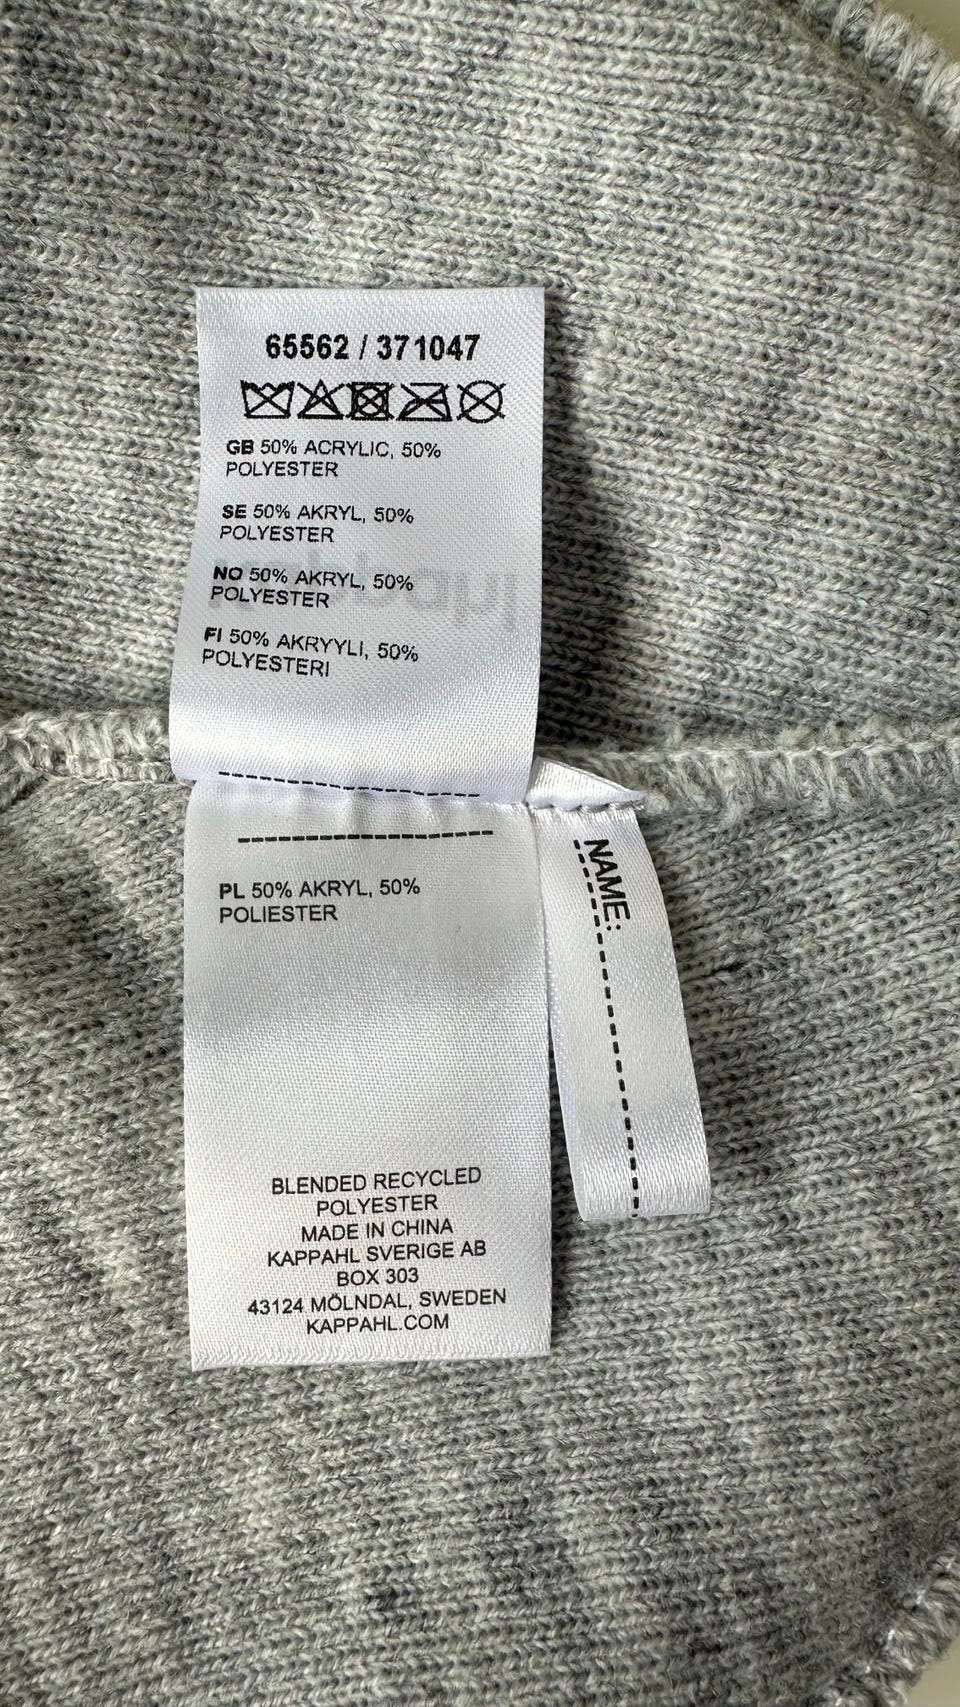 65562 / 371047
GB 50% ACRYLIC, 50%
POLYESTER
SE 50% AKRYL, 50%
POLYESTER
NO 50% AKRYL, 50%
POLYESTER
FI 50% AKRYYLI, 50%
POLYESTERI
PL 50% AKRYL, 50%
POLIESTER
NAME:
BLENDED RECYCLED
POLYESTER
MADE IN CHINA
KAPPAHL SVERIGE AB
BOX 303
43124 MÖLNDAL, SWEDEN
KAPPAHL.COM